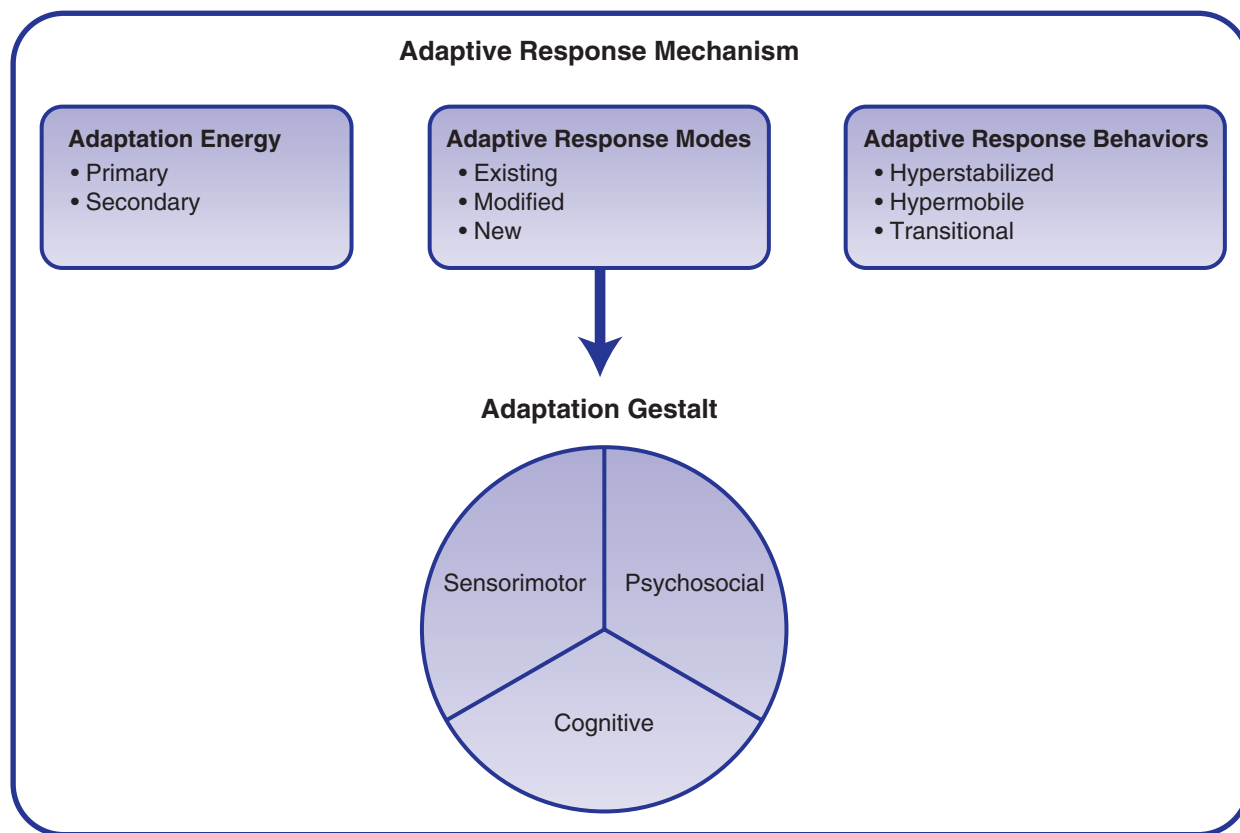 Adaptive Response Mechanism
Adaptation Energy
• Primary
• Secondary
Adaptive Response Modes
• Existing
• Modified
• New
Adaptive Response Behaviors
• Hyperstabilized
• Hypermobile
• Transitional
Adaptation Gestalt
Sensorimotor
Psychosocial
Cognitive